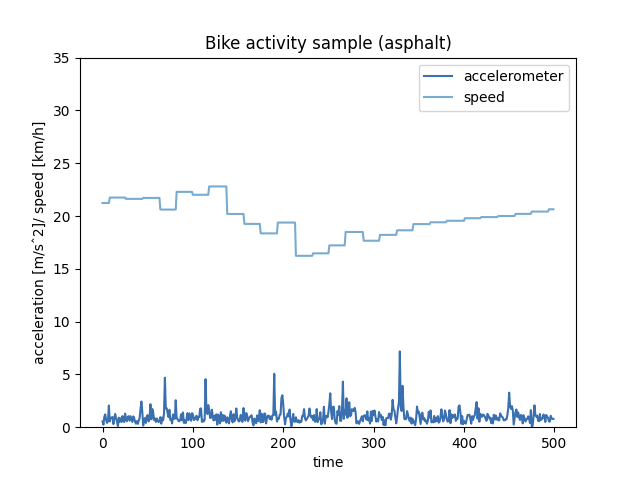 Bike activity sample (asphalt)
accelerometer
speed
acceleration [m/s^2]/ speed [km/h]
35
30
25
20
15
10
5
0
0 100 200 300 400 500
time